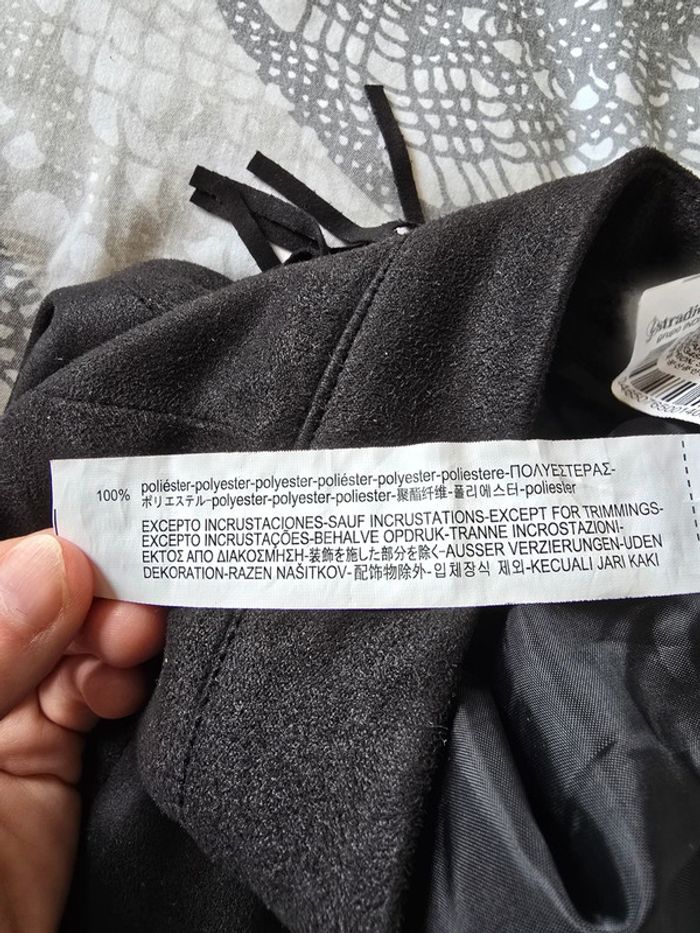 100% poliéster-polyester-polyester-poliéster-polyester-poliestere-ΠΟΛΥΕΣΤΕΡΑΣ-
ポリエステル-polyester-polyester-poliester-聚酯纤维-폴리에스터-poliesler
EXCEPTO INCRUSTACIONES-SAUF INCRUSTATIONS-EXCEPT FOR TRIMMINGS-
EXCEPTO INCRUSTAÇÕES-BEHALVE OPDRUK-TRANNE INCROSTAZIONI-
ΕΚΤΟΣ ΑΠΟ ΔΙΑΚΟΣΜΗΣΗ-装飾を施した部分を除く-AUSSER VERZIERUNGEN-UDEN
DEKORATION-RAZEN NAŠITKOV-配饰物除外-입체장식 제외-KECUALI JARI KAKI
grupo